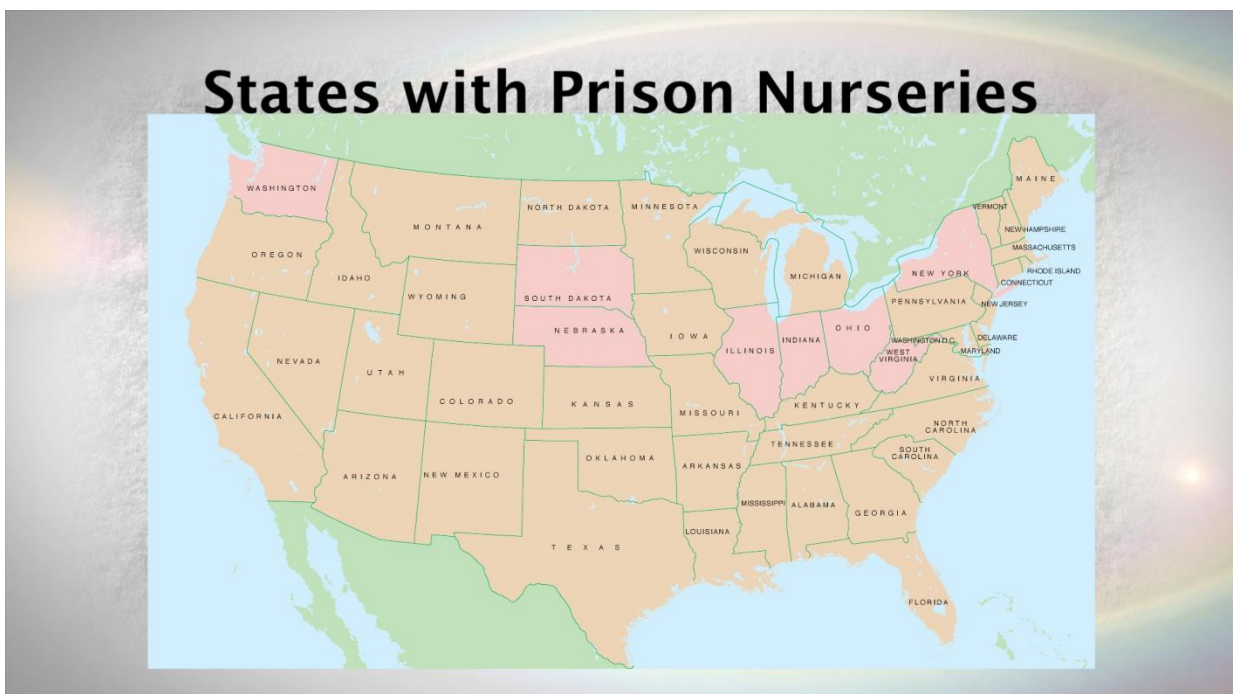 States with Prison Nurseries
WASHINGTON
MONTANA
NORTH DAKOTA
MINNESOTA
MAINE
VERMONT
NEW HAMPSHIRE
MASSACHUSETTS
OREGON
IDAHO
WYOMING
SOUTH DAKOTA
WISCONSIN
MICHIGAN
NEW YORK
RHODE ISLAND
CONNECTICUT
PENNSYLVANIA
NEW JERSEY
NEBRASKA
IOWA
ILLINOIS
INDIANA
OHIO
WASHINGTON D.C.
DELAWARE
MARYLAND
WEST
VIRGINIA
NEVADA
UTAH
COLORADO
KANSAS
MISSOURI
KENTUCKY
VIRGINIA
CALIFORNIA
TENNESSEE
NORTH
CAROLINA
SOUTH
CAROLINA
ARIZONA
NEW MEXICO
OKLAHOMA
ARKANSAS
MISSISSIPPI
ALABAMA
GEORGIA
TEXAS
LOUISIANA
FLORIDA